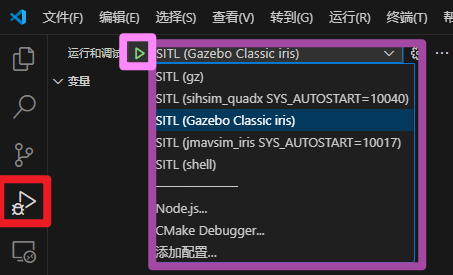 文件(F) 编辑(E) 选择(S) 查看(V) 转到(G) 运行(R) 终端(T)
运行和调试 SITL (Gazebo Classic iris)
变量
SITL (gz)
SITL (sihsim_quadx SYS_AUTOSTART=10040)
SITL (Gazebo Classic iris)
SITL (jmavsim_iris SYS_AUTOSTART=10017)
SITL (shell)
Node.js...
CMake Debugger...
添加配置...